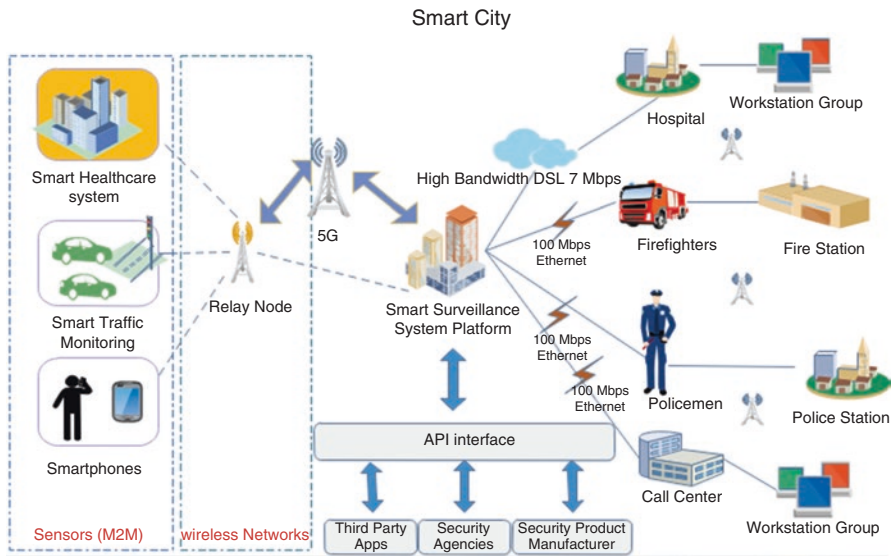 Smart City
Smart Healthcare
system
Smart Traffic
Monitoring
Smartphones
Sensors (M2M)
Relay Node
wireless Networks
5G
Smart Surveillance
System Platform
High Bandwidth DSL 7 Mbps
100 Mbps
Ethernet
100 Mbps
Ethernet
100 Mbps
Ethernet
Hospital
Workstation Group
Firefighters
Fire Station
Policemen
Police Station
Call Center
Workstation Group
API interface
Third Party
Apps
Security
Agencies
Security Product
Manufacturer